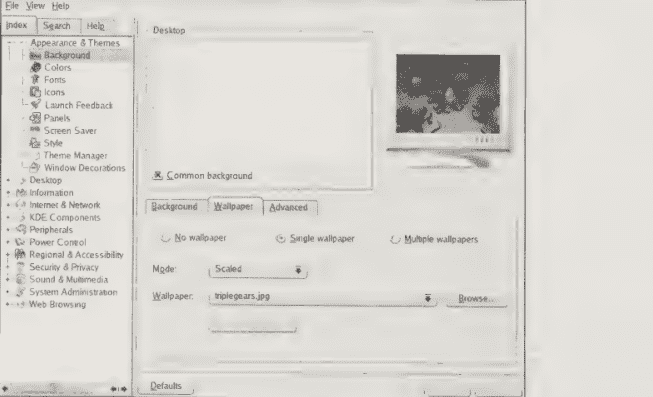 File View Help
Index Search Help
Appearance & Themes
Background
Colors
Fonts
Icons
Launch Feedback
Panels
Screen Saver
Style
Theme Manager
Window Decorations
Desktop
Information
Internet & Network
KDE Components
Peripherals
Power Control
Regional & Accessibility
Security & Privacy
Sound & Multimedia
System Administration
Web Browsing
Desktop
Common background
Background Wallpaper Advanced
No wallpaper Single wallpaper Multiple wallpapers
Mode: Scaled
Wallpaper: triplegears.jpg Browse...
Defaults